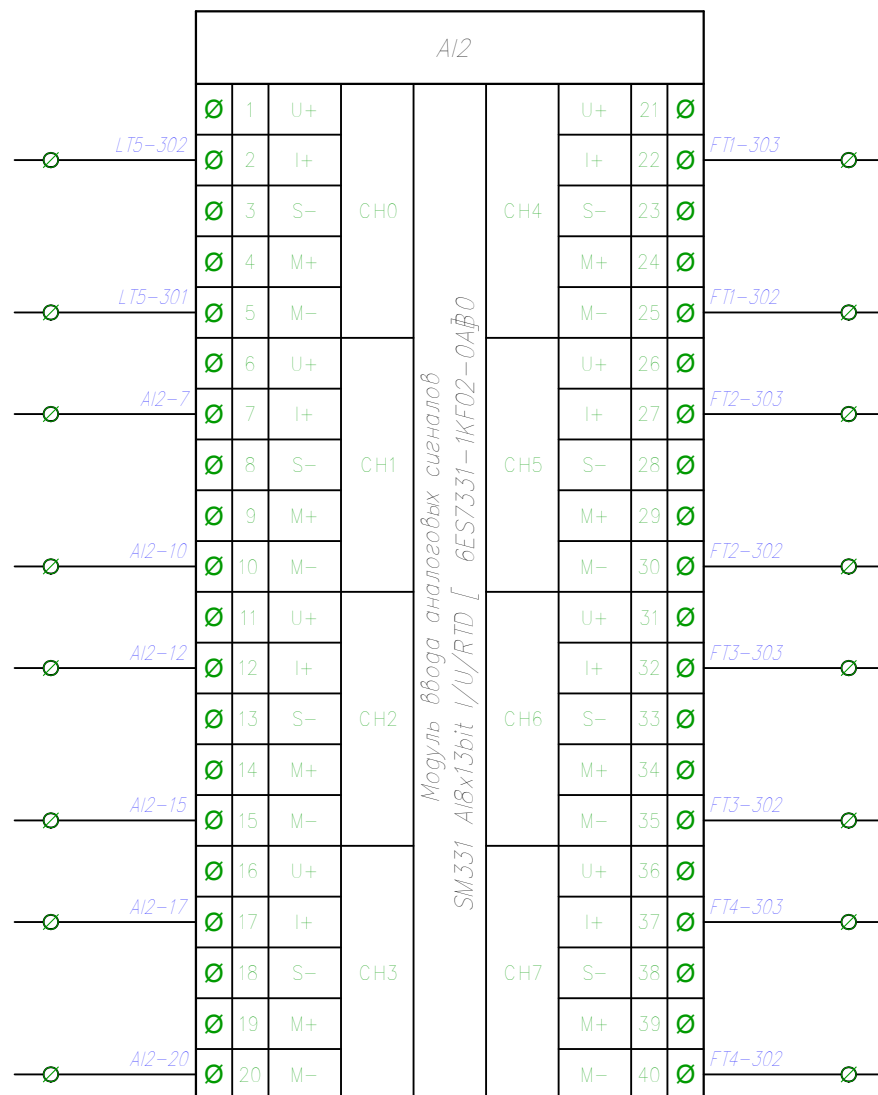 AI2
1 U+ U+ 21
LT5-302 2 I+ I+ 22 FT1-303
3 S- CH0 CH4 S- 23
4 M+ M+ 24
LT5-301 5 M- M- 25 FT1-302
6 U+ U+ 26
AI2-7 7 I+ I+ 27 FT2-303
8 S- CH1 CH5 S- 28
9 M+ M+ 29
AI2-10 10 M- M- 30 FT2-302
11 U+ U+ 31
AI2-12 12 I+ I+ 32 FT3-303
13 S- CH2 CH6 S- 33
14 M+ M+ 34
AI2-15 15 M- M- 35 FT3-302
16 U+ U+ 36
AI2-17 17 I+ I+ 37 FT4-303
18 S- CH3 CH7 S- 38
19 M+ M+ 39
AI2-20 20 M- M- 40 FT4-302
Модуль ввода аналоговых сигналов
SM331 AI8x13bit I/U/RTD [ 6ES7331-1KF02-0AB0